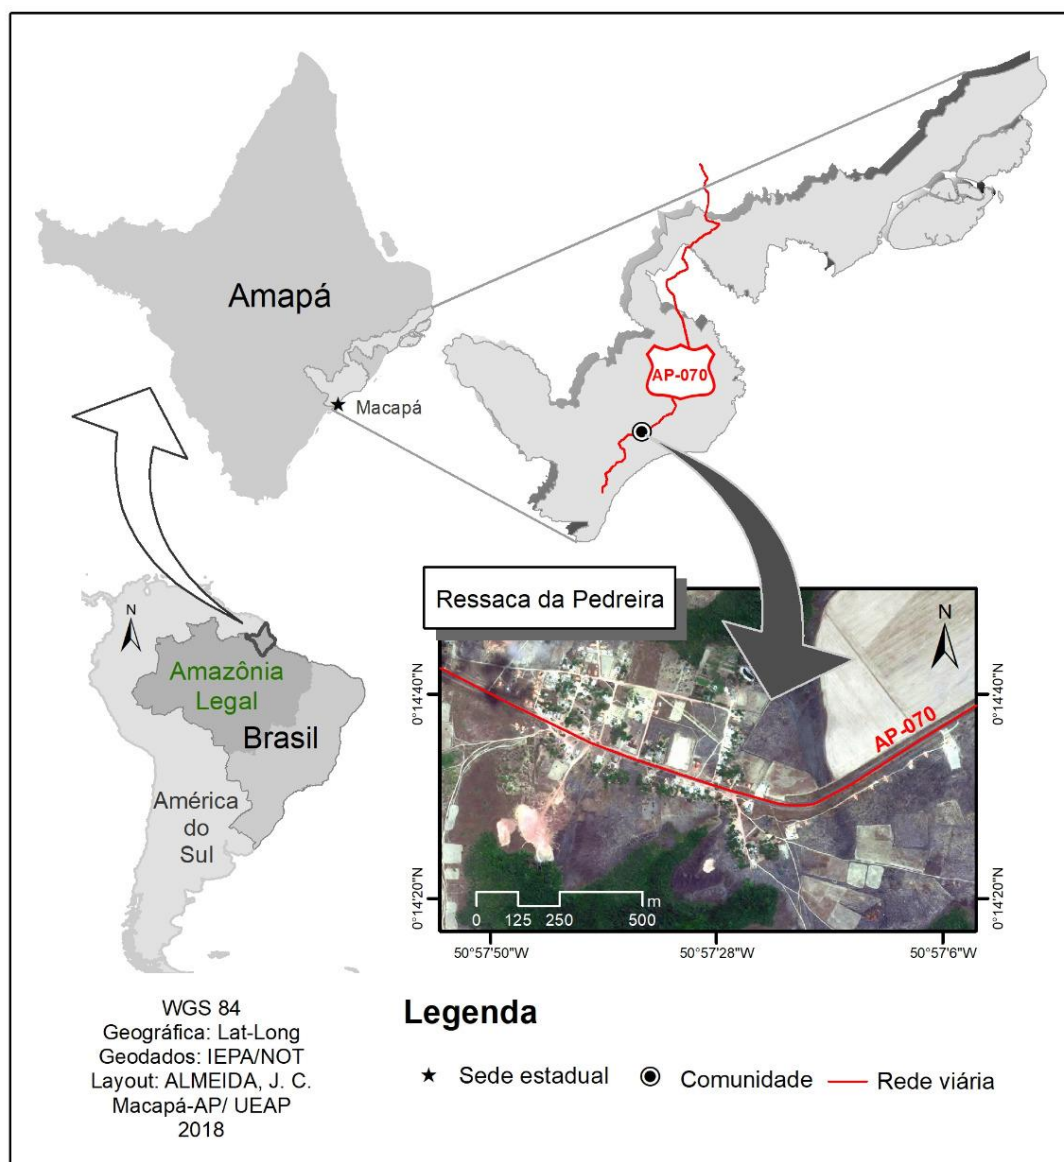 Amapá
AP-070
Macapá
N
Ressaca da Pedreira
N
Amazônia
Legal
Brasil
América
do
Sul
AP-070
0°14'40"N
0°14'40"N
0°14'20"N
0°14'20"N
m
0 125 250 500
50°57'50"W 50°57'28"W 50°57'6"W
WGS 84
Geográfica: Lat-Long
Geodados: IEPA/NOT
Layout: ALMEIDA, J. C.
Macapá-AP/ UEAP
2018
Legenda
Sede estadual Comunidade Rede viária